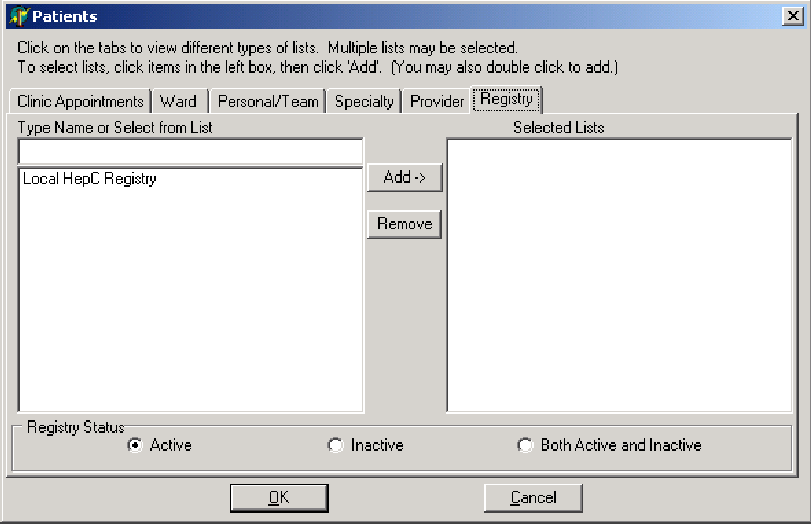 Patients
Click on the tabs to view different types of lists. Multiple lists may be selected.
To select lists, click items in the left box, then click 'Add'. (You may also double click to add.)
Clinic Appointments Ward Personal/Team Specialty Provider Registry
Type Name or Select from List Selected Lists
Local HepC Registry
Add ->
Remove
Registry Status
Active Inactive Both Active and Inactive
OK Cancel